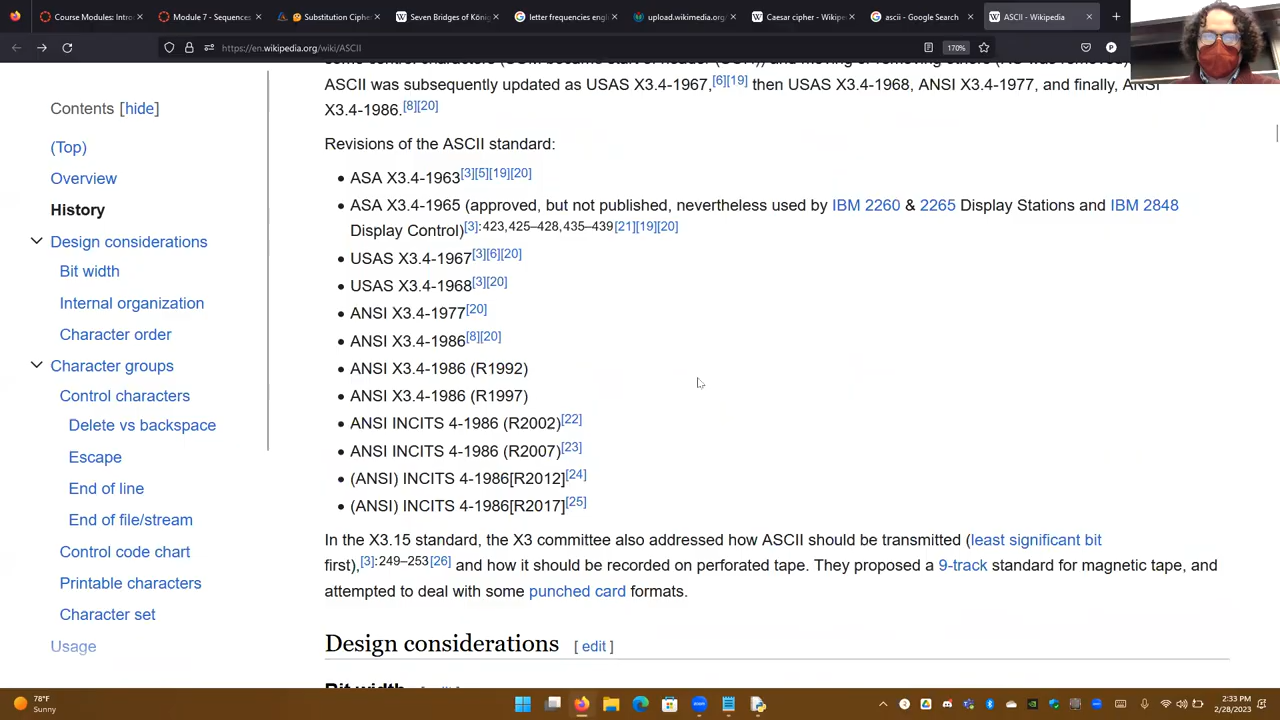 Course Modules: Intro
Module 7 - Sequences
Substitution Ciphe
Seven Bridges of König
letter frequencies engl
upload.wikimedia.org/
Caesar cipher - Wikipe
ascii - Google Search
ASCII - Wikipedia
https://en.wikipedia.org/wiki/ASCII
170%
ASCII was subsequently updated as USAS X3.4-1967,[6][19] then USAS X3.4-1968, ANSI X3.4-1977, and finally, ANSI
X3.4-1986.[8][20]
Contents [hide]
(Top)
Overview
History
Design considerations
Bit width
Internal organization
Character order
Character groups
Control characters
Delete vs backspace
Escape
End of line
End of file/stream
Control code chart
Printable characters
Character set
Usage
Revisions of the ASCII standard:
• ASA X3.4-1963[3][5][19][20]
• ASA X3.4-1965 (approved, but not published, nevertheless used by IBM 2260 & 2265 Display Stations and IBM 2848
Display Control)[3]:423,425–428,435–439[21][19][20]
• USAS X3.4-1967[3][6][20]
• USAS X3.4-1968[3][20]
• ANSI X3.4-1977[20]
• ANSI X3.4-1986[8][20]
• ANSI X3.4-1986 (R1992)
• ANSI X3.4-1986 (R1997)
• ANSI INCITS 4-1986 (R2002)[22]
• ANSI INCITS 4-1986 (R2007)[23]
• (ANSI) INCITS 4-1986[R2012][24]
• (ANSI) INCITS 4-1986[R2017][25]
In the X3.15 standard, the X3 committee also addressed how ASCII should be transmitted (least significant bit
first),[3]:249–253[26] and how it should be recorded on perforated tape. They proposed a 9-track standard for magnetic tape, and
attempted to deal with some punched card formats.
Design considerations [ edit ]
Bit width
78°F
Sunny
2:33 PM
2/28/2023